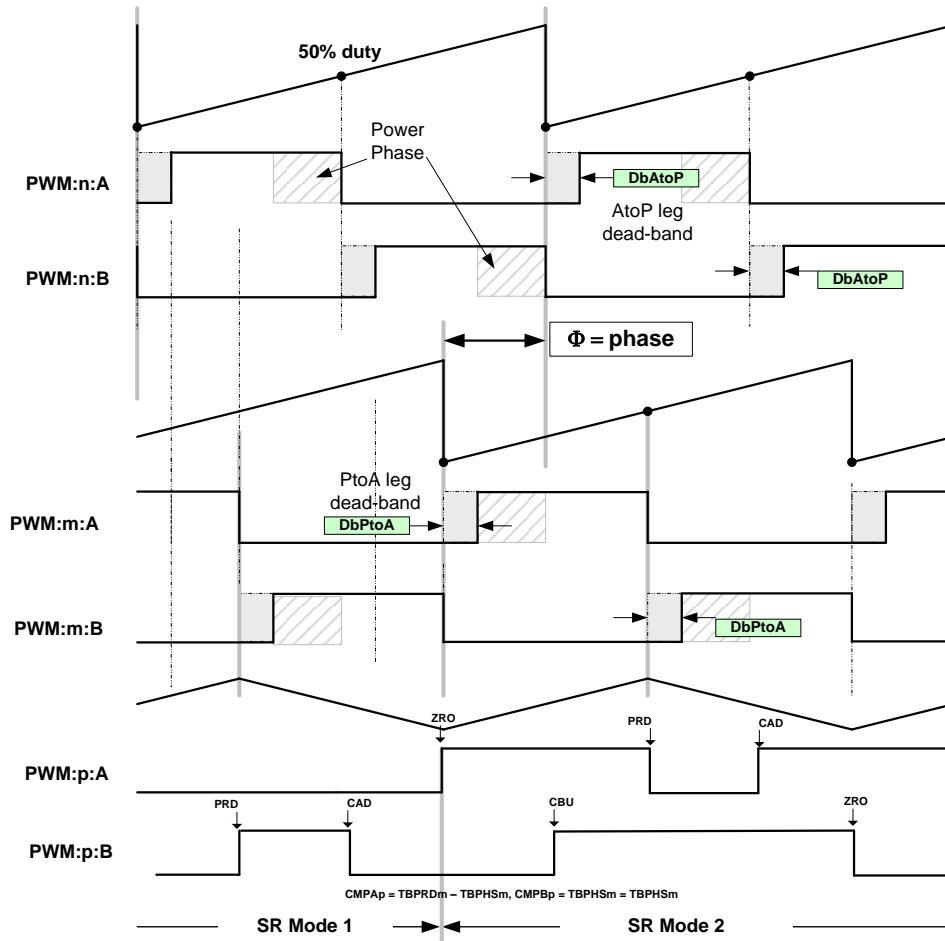 50% duty
Power
Phase
PWM:n:A
DbAtoP
AtoP leg
dead-band
PWM:n:B
DbAtoP
Φ = phase
PtoA leg
dead-band
PWM:m:A
DbPtoA
PWM:m:B
DbPtoA
ZRO
PRD
CAD
PWM:p:A
PRD
CAD
CBU
ZRO
PWM:p:B
CMPAp = TBPRDm – TBPHSm, CMPBp = TBPHSm = TBPHSm
SR Mode 1
SR Mode 2